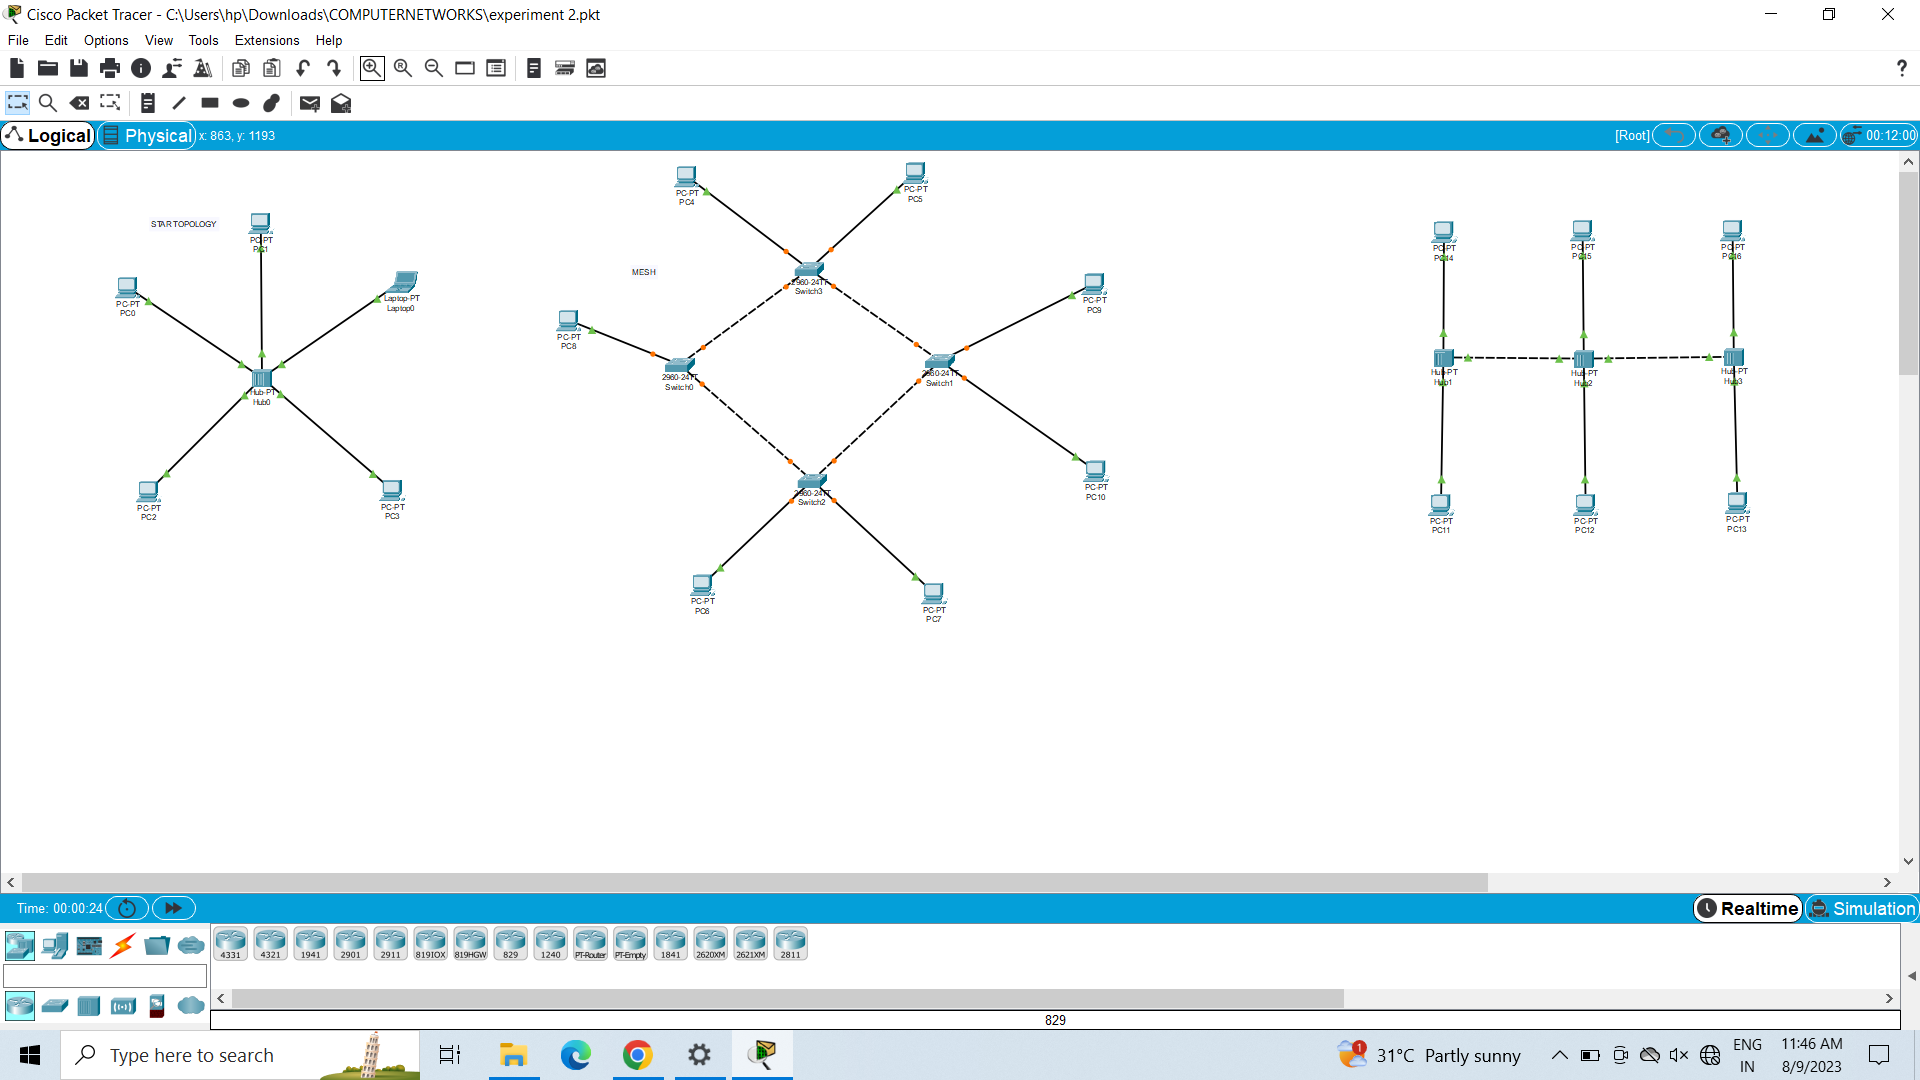 Cisco Packet Tracer - C:\Users\hp\Downloads\COMPUTERNETWORKS\experiment 2.pkt
File Edit Options View Tools Extensions Help
?
Logical Physical x: 863, y: 1193 [Root] 00:12:00
STAR TOPOLOGY
PC-PT
PC1
PC-PT
PC0
Laptop-PT
Laptop0
Hub-PT
Hub0
PC-PT
PC2
PC-PT
PC3
MESH
PC-PT
PC4
PC-PT
PC5
2960-24TT
Switch3
PC-PT
PC8
2960-24TT
Switch0
PC-PT
PC9
2960-24TT
Switch1
PC-PT
PC10
2960-24TT
Switch2
PC-PT
PC6
PC-PT
PC7
PC-PT
PC14
PC-PT
PC15
PC-PT
PC16
Hub-PT
Hub1
Hub-PT
Hub2
Hub-PT
Hub3
PC-PT
PC11
PC-PT
PC12
PC-PT
PC13
Time: 00:00:24 Realtime Simulation
4331 4321 1941 2901 2911 819IOX 819HGW 829 1240 PT-Router PT-Empty 1841 2620XM 2621XM 2811
829
Type here to search
1 31°C Partly sunny
ENG
IN
11:46 AM
8/9/2023